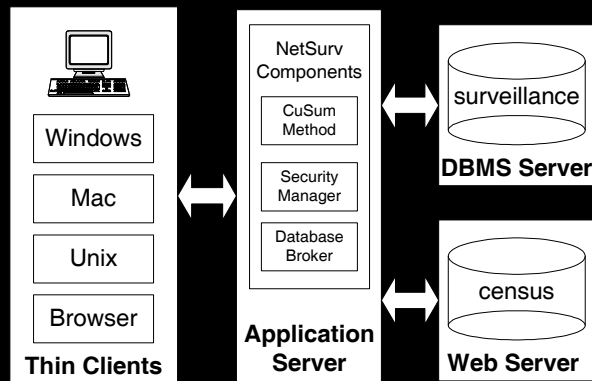 Windows
Mac
Unix
Browser
Thin Clients
NetSurv
Components
CuSum
Method
Security
Manager
Database
Broker
Application
Server
surveillance
DBMS Server
census
Web Server